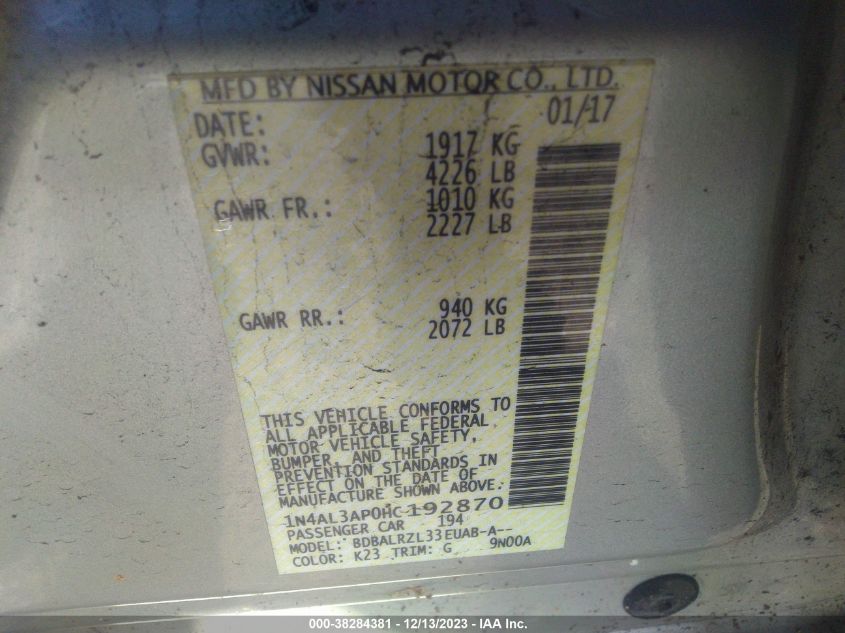 MFD BY NISSAN MOTOR CO., LTD.
DATE: 01/17
GVWR: 1917 KG
4226 LB
GAWR FR.: 1010 KG
2227 LB
GAWR RR.: 940 KG
2072 LB
THIS VEHICLE CONFORMS TO
ALL APPLICABLE FEDERAL
MOTOR VEHICLE SAFETY,
BUMPER, AND THEFT
PREVENTION STANDARDS IN
EFFECT ON THE DATE OF
MANUFACTURE SHOWN ABOVE.
1N4AL3AP0HC192870
PASSENGER CAR 194
MODEL: BDBALRZL33EUAB-A--
COLOR: K23 TRIM: G 9N00A
000-38284381 - 12/13/2023 - IAA Inc.